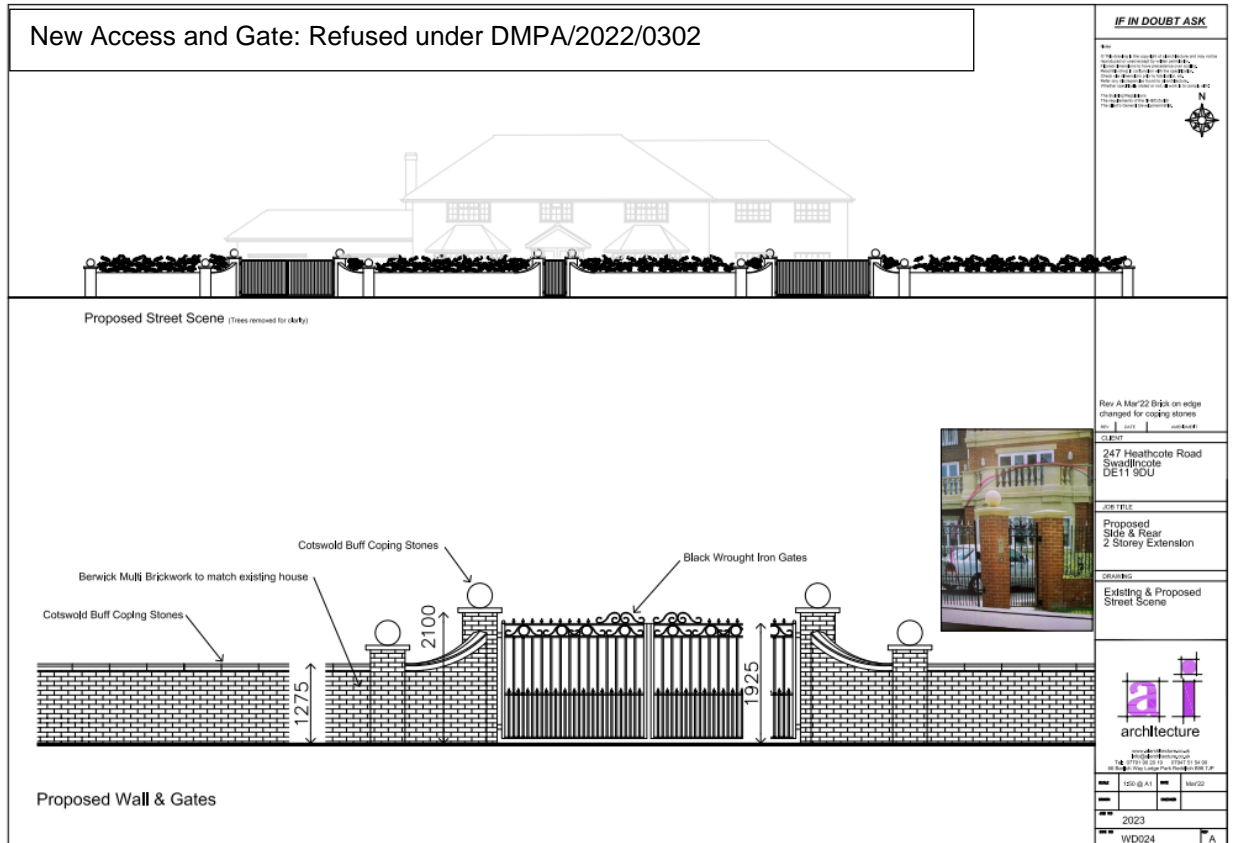 New Access and Gate: Refused under DMPA/2022/0302
IF IN DOUBT ASK
N
Proposed Street Scene (Trees removed for clarity)
Rev A Mar'22 Brick on edge
changed for coping stones
CLIENT
247 Heathcote Road
Swadlincote
DE11 9DU
JOB TITLE
Proposed
Side & Rear
2 Storey Extension
DRAWING
Existing & Proposed
Street Scene
Cotswold Buff Coping Stones
Black Wrought Iron Gates
Berwick Multi Brickwork to match existing house
Cotswold Buff Coping Stones
1275
2100
1925
Proposed Wall & Gates
ai
architecture
1:50 @ A1
Mar'22
2023
WD024
A